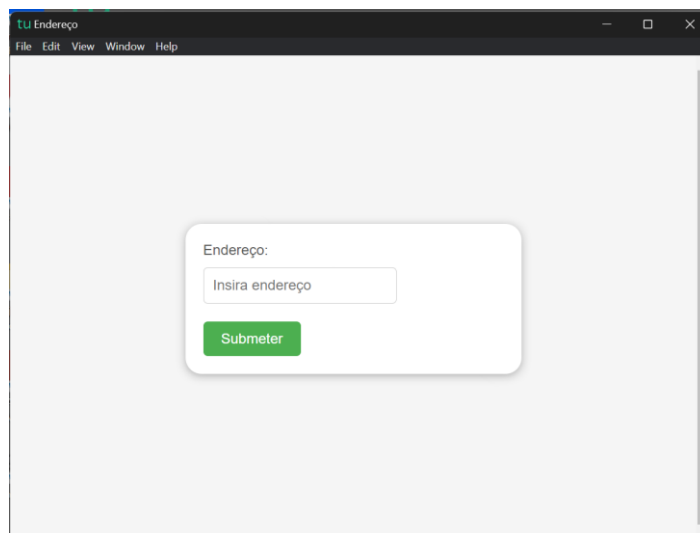 tu Endereço
File Edit View Window Help
Endereço:
Insira endereço
Submeter